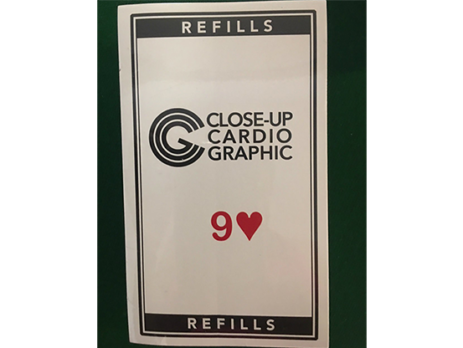 REFILLS
CLOSE-UP
CARDIO
GRAPHIC
9♥
REFILLS